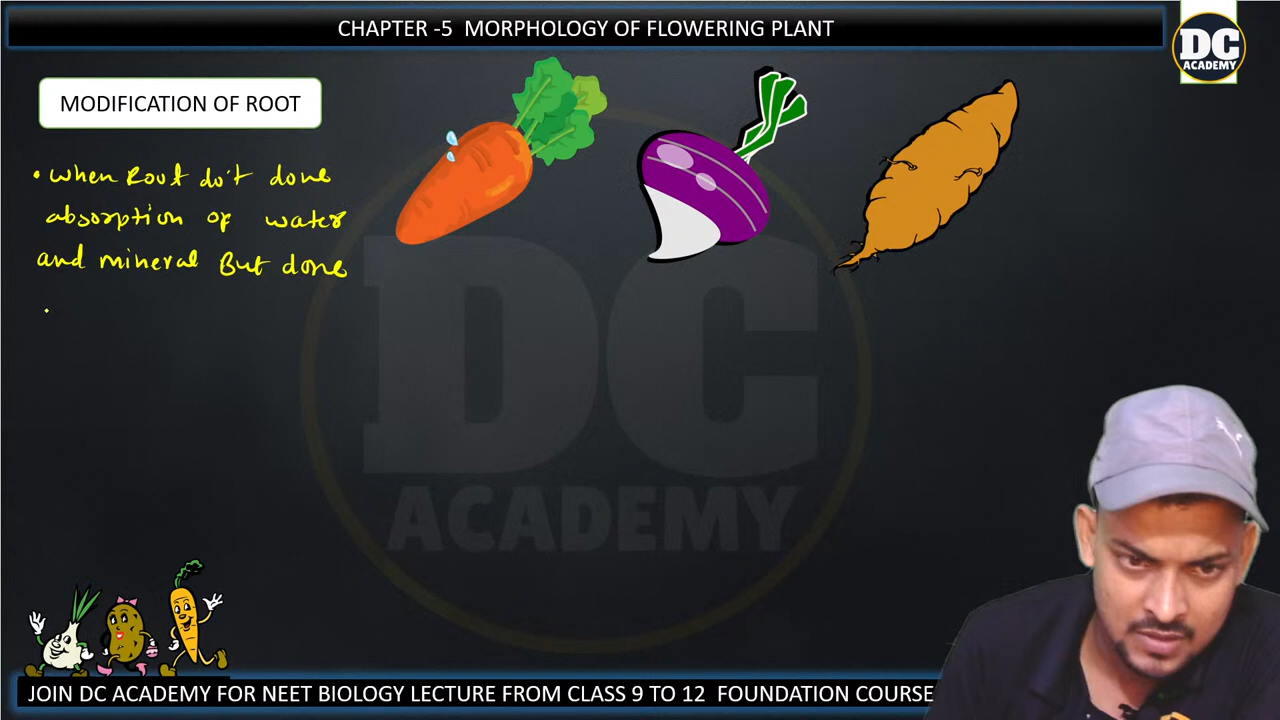 CHAPTER -5 MORPHOLOGY OF FLOWERING PLANT
DC
ACADEMY
MODIFICATION OF ROOT
• when Root do't done
absorption of water
and mineral But done
DC
ACADEMY
JOIN DC ACADEMY FOR NEET BIOLOGY LECTURE FROM CLASS 9 TO 12 FOUNDATION COURSE